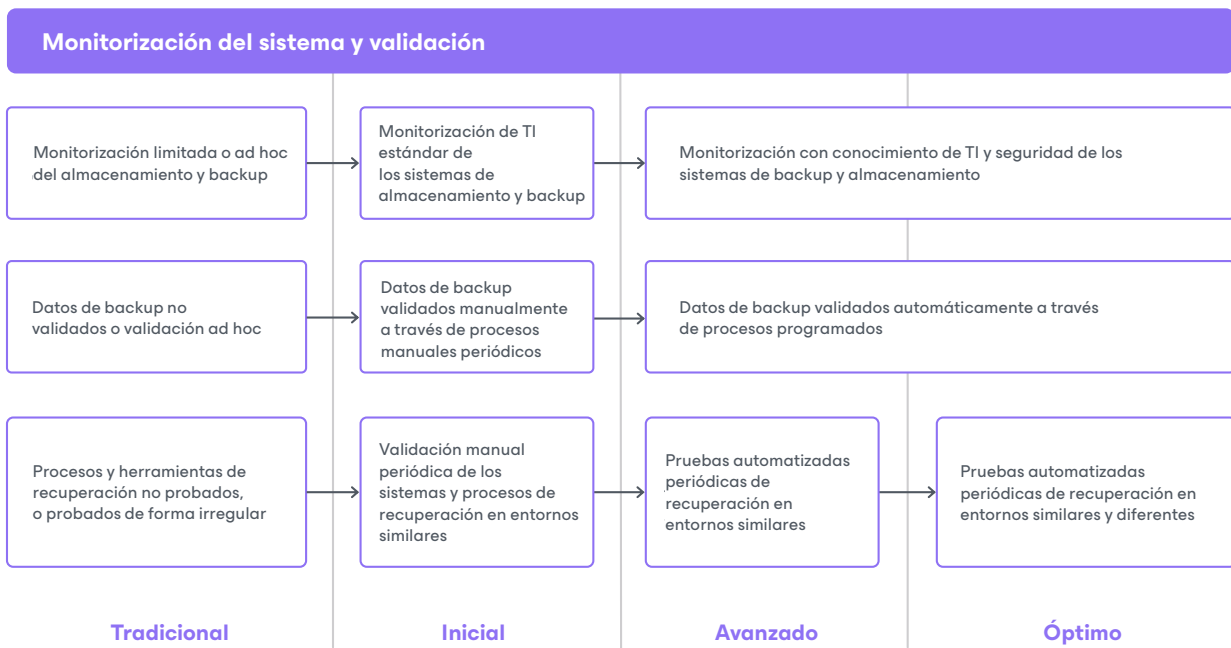 Monitorización del sistema y validación
Monitorización limitada o ad hoc
del almacenamiento y backup
Monitorización de TI
estándar de
los sistemas de
almacenamiento y backup
Monitorización con conocimiento de TI y seguridad de los
sistemas de backup y almacenamiento
Datos de backup no
validados o validación ad hoc
Datos de backup
validados manualmente
a través de procesos
manuales periódicos
Datos de backup validados automáticamente a través
de procesos programados
Procesos y herramientas de
recuperación no probados,
o probados de forma irregular
Validación manual
periódica de los
sistemas y procesos de
recuperación en entornos
similares
Pruebas automatizadas
periódicas de
recuperación en
entornos similares
Pruebas automatizadas
periódicas de recuperación en
entornos similares y diferentes
Tradicional
Inicial
Avanzado
Óptimo